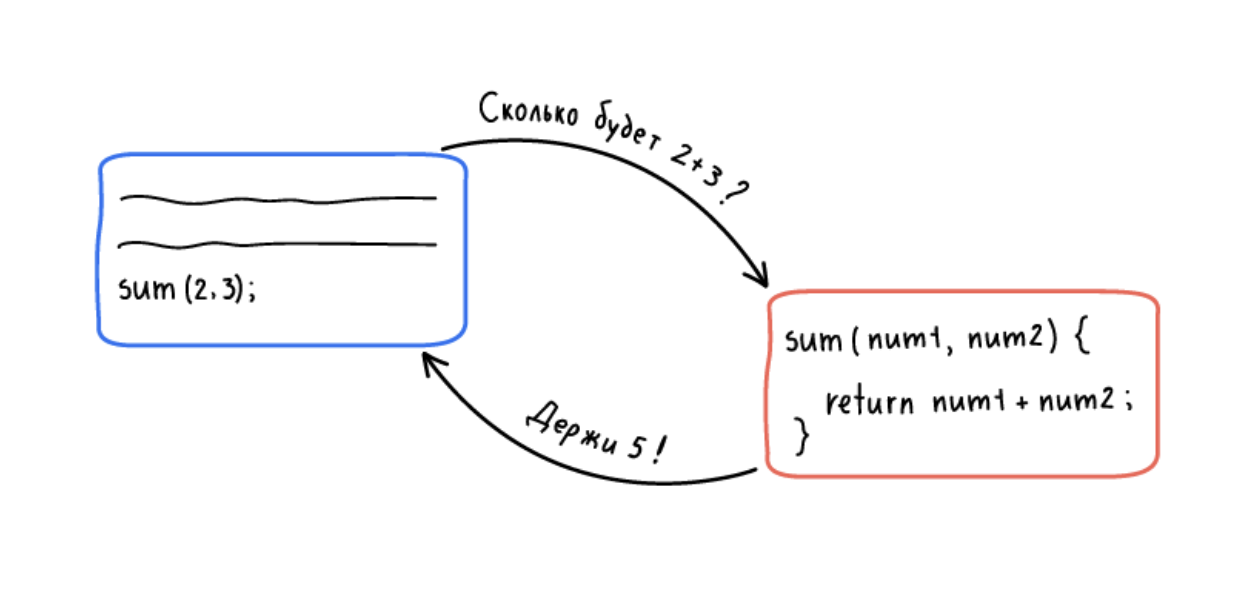 Сколько будет 2+3?
sum(2,3);
sum(num1, num2) {
return num1 + num2;
}
Держи 5!